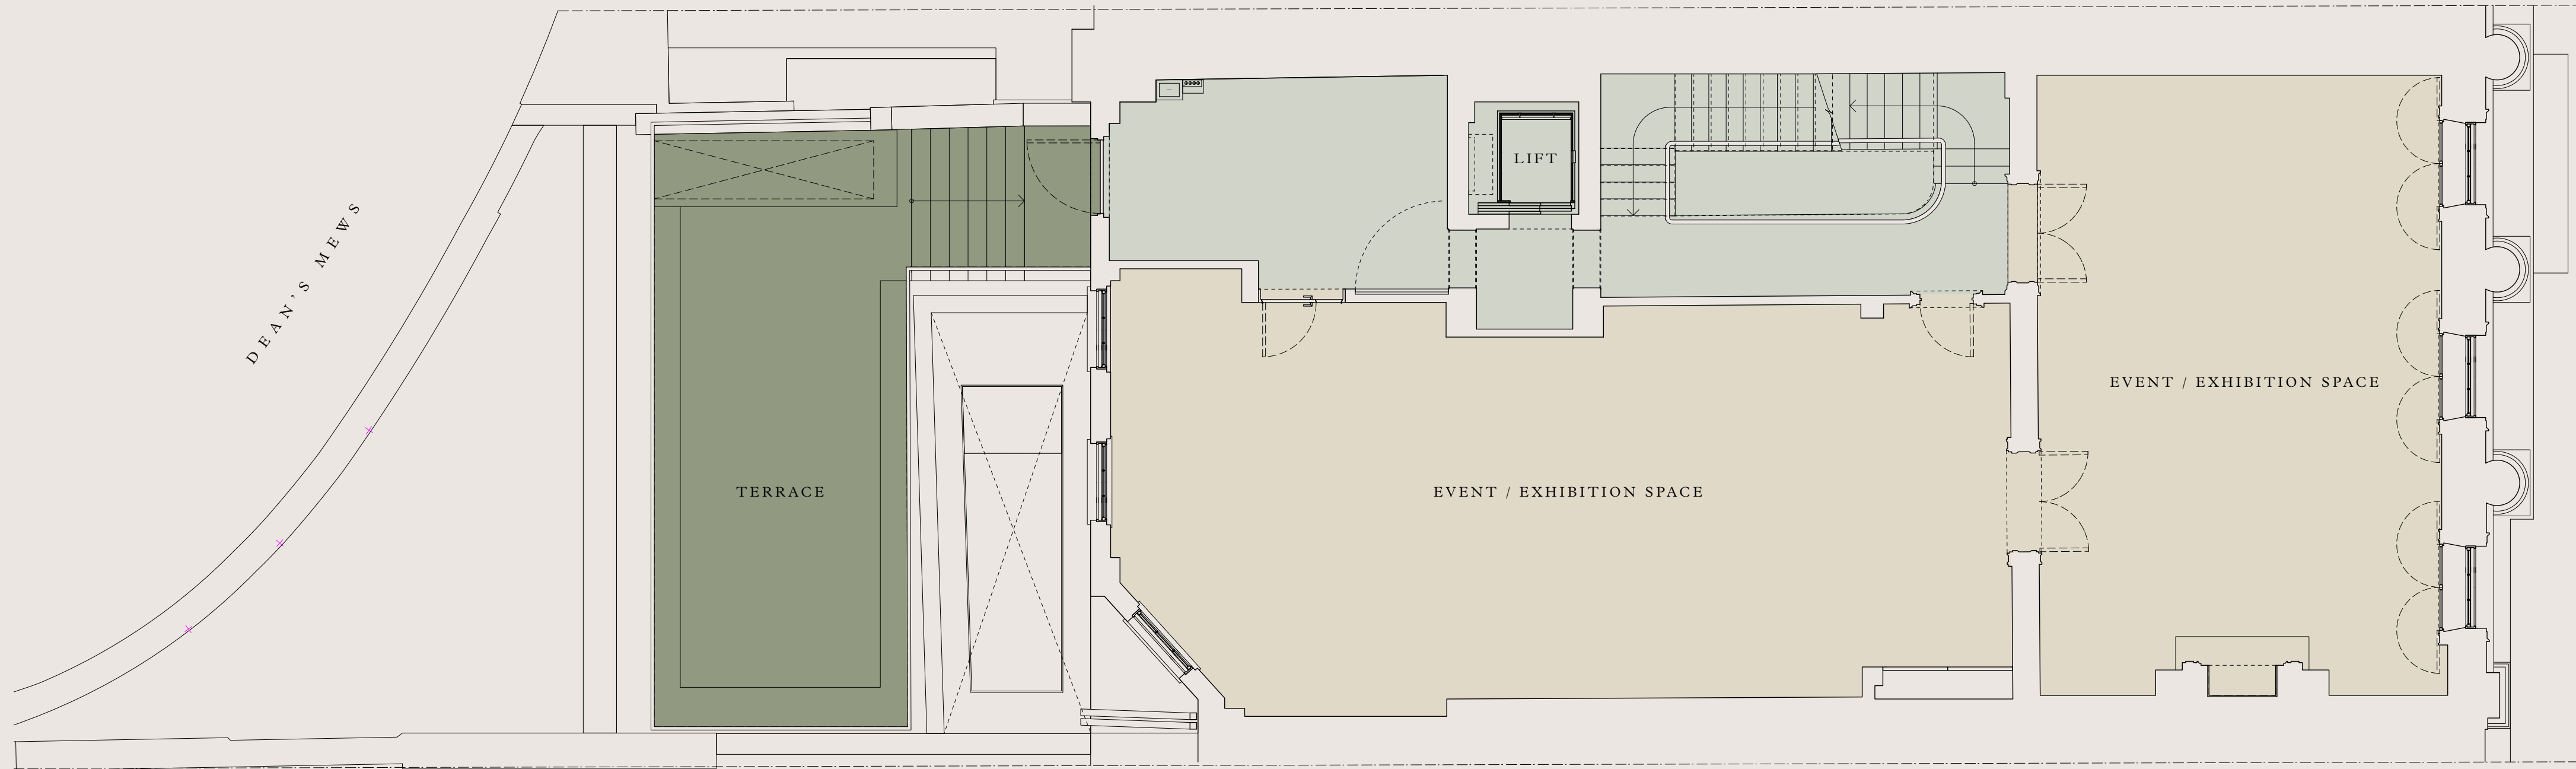 DEAN'S MEWS
LIFT
EVENT / EXHIBITION SPACE
TERRACE
EVENT / EXHIBITION SPACE